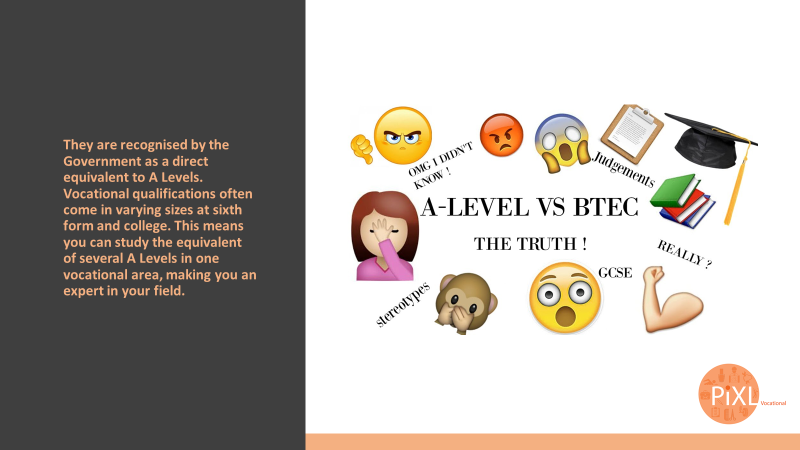 They are recognised by the
Government as a direct
equivalent to A Levels.
Vocational qualifications often
come in varying sizes at sixth
form and college. This means
you can study the equivalent
of several A Levels in one
vocational area, making you an
expert in your field.
OMG I DIDN'T
KNOW !
Judgements
A-LEVEL VS BTEC
THE TRUTH !
REALLY ?
GCSE
stereotypes
PiXL Vocational